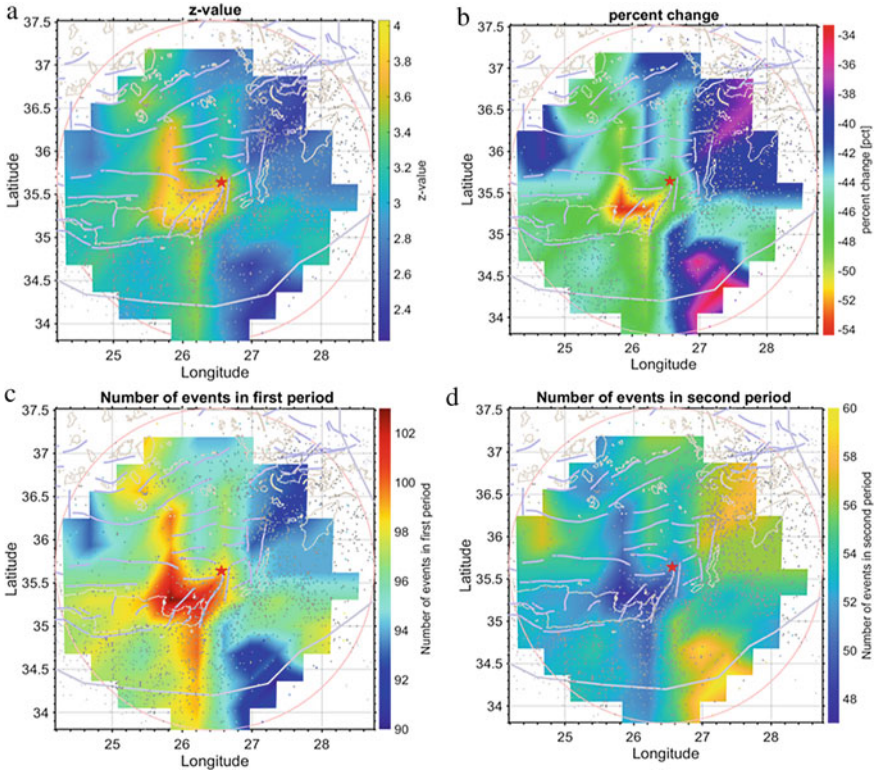 a
z-value
37.5
37
36.5
36
35.5
35
34.5
34
25 26 27 28
Longitude
Latitude
4
3.8
3.6
3.4
3.2
3
2.8
2.6
2.4
z-value
b
percent change
37.5
37
36.5
36
35.5
35
34.5
34
25 26 27 28
Longitude
Latitude
-34
-36
-38
-40
-42
-44
-46
-48
-50
-52
-54
percent change [pct]
c
Number of events in first period
37.5
37
36.5
36
35.5
35
34.5
34
25 26 27 28
Longitude
Latitude
102
100
98
96
94
92
90
Number of events in first period
d
Number of events in second period
37.5
37
36.5
36
35.5
35
34.5
34
25 26 27 28
Longitude
Latitude
60
58
56
54
52
50
48
Number of events in second period